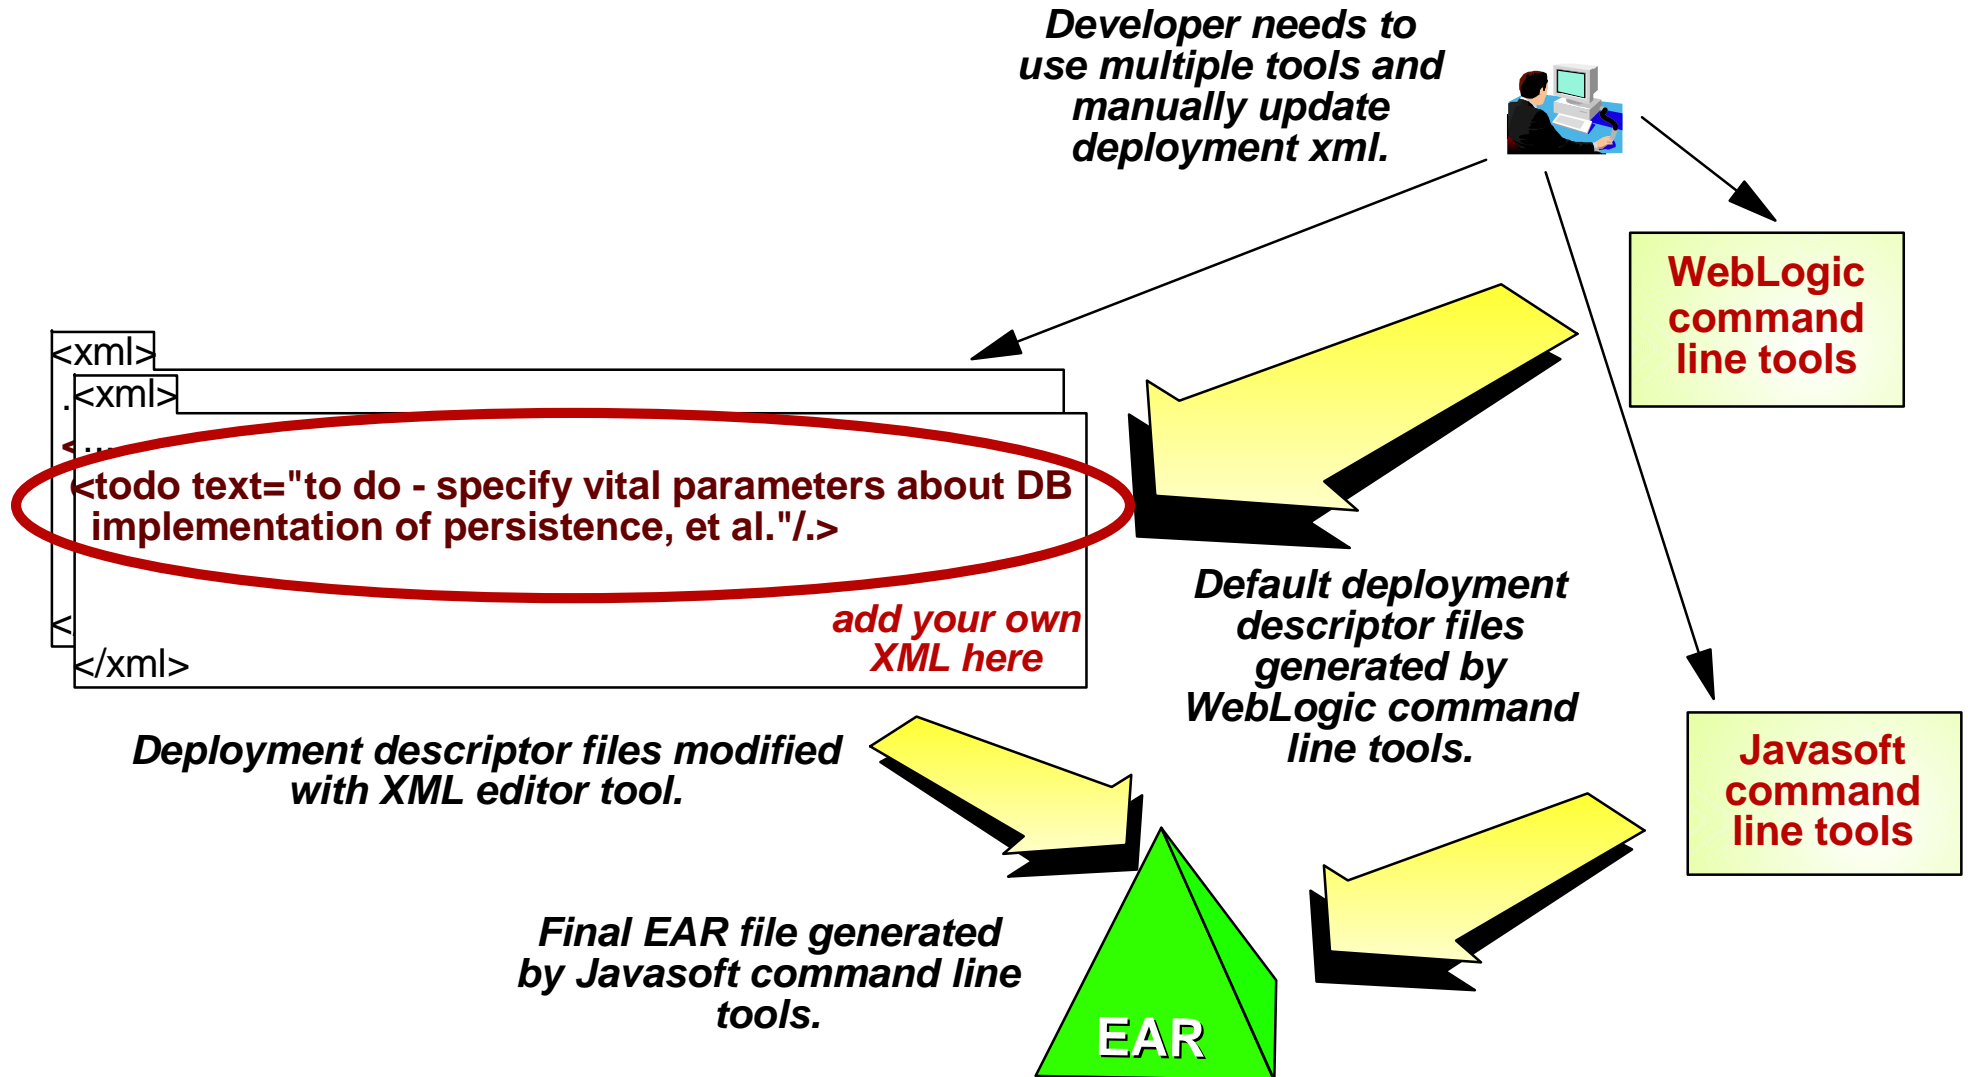 Developer needs to
use multiple tools and
manually update
deployment xml.
WebLogic
command
line tools
<xml>
.
<
<
<xml>
...
<todo text="to do - specify vital parameters about DB
implementation of persistence, et al."/.>
add your own
XML here
</xml>
Default deployment
descriptor files
generated by
WebLogic command
line tools.
Deployment descriptor files modified
with XML editor tool.
Javasoft
command
line tools
Final EAR file generated
by Javasoft command line
tools.
EAR